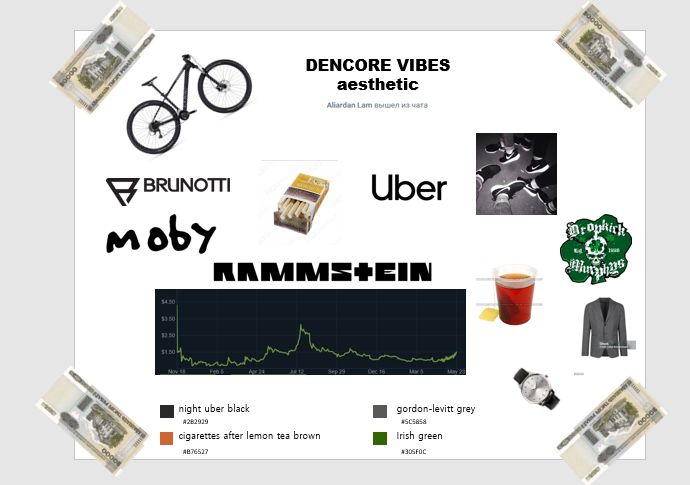 DENCORE VIBES
aesthetic
Aliardan Lam вышел из чата
BRUNOTTI
Uber
moby
Dropkick
Murphys
RAMMSTEIN
$4.50
$3.50
$2.50
$1.50
Nov 18 Feb 5 Apr 24 Jul 12 Sep 29 Dec 16 Mar 5 May 23
night uber black
#2B2929
gordon-levitt grey
#5C5858
cigarettes after lemon tea brown
#B76527
Irish green
#305F0C